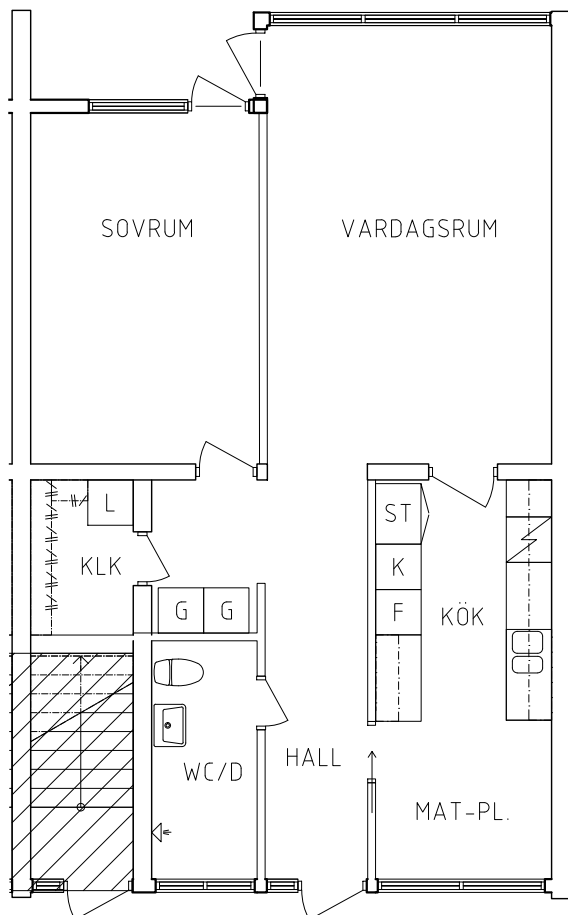 SOVRUM
VARDAGSRUM
L
ST
KLK
K
G G
F
KÖK
HALL
WC/D
MAT-PL.